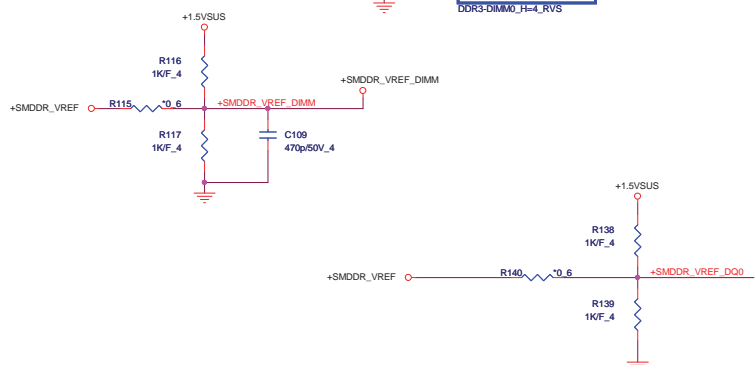 DDR3-DIMM0_H=4_RVS
+1.5VSUS
R116
1K/F_4
+SMDDR_VREF_DIMM
+SMDDR_VREF
R115
*0_6
+SMDDR_VREF_DIMM
R117
1K/F_4
C109
470p/50V_4
+1.5VSUS
R138
1K/F_4
+SMDDR_VREF
R140
*0_6
+SMDDR_VREF_DQ0
R139
1K/F_4